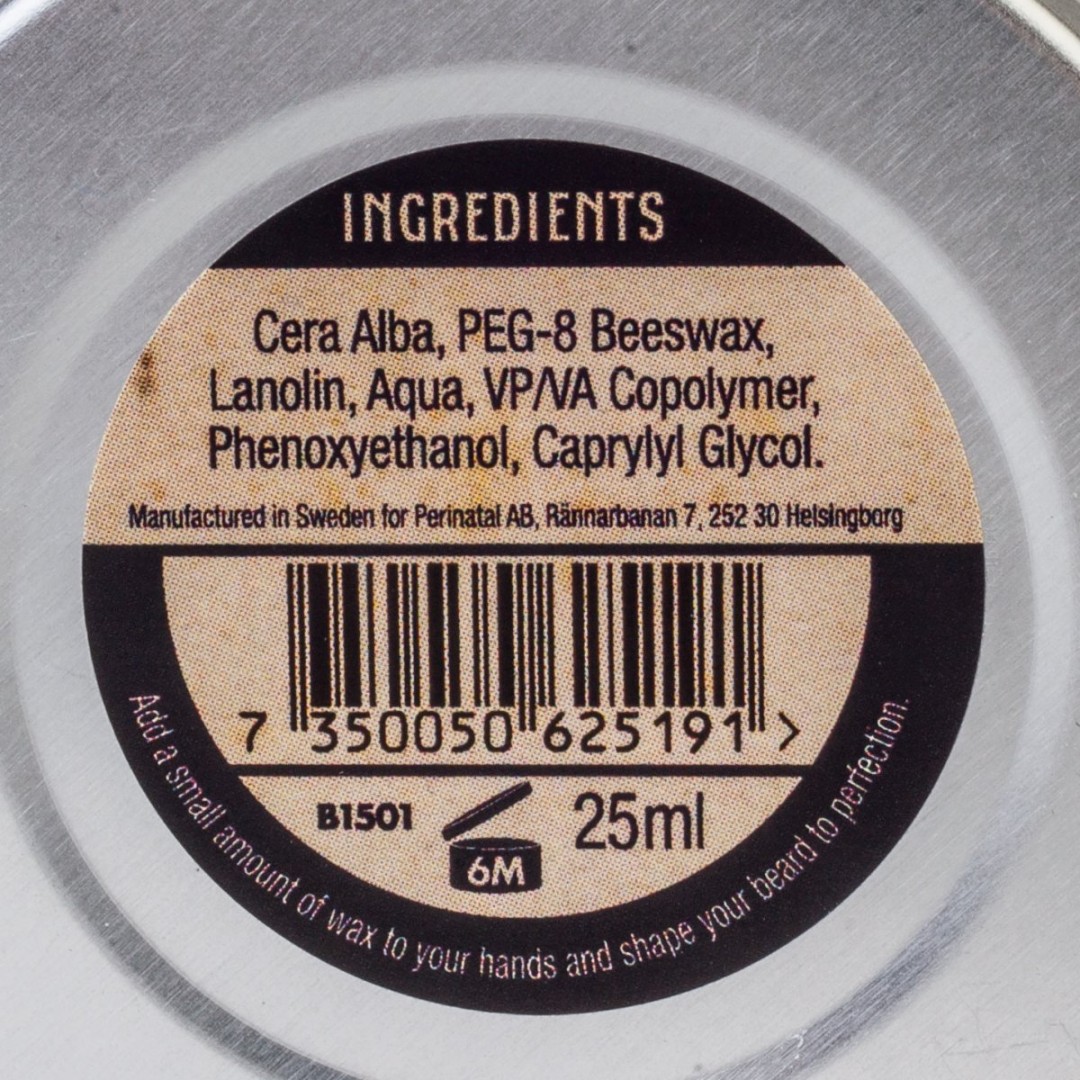 INGREDIENTS
Cera Alba, PEG-8 Beeswax,
Lanolin, Aqua, VP/VA Copolymer,
Phenoxyethanol, Caprylyl Glycol.
Manufactured in Sweden for Perinatal AB, Rännarbanan 7, 252 30 Helsingborg
7 350050 625191 >
B1501
6M
25ml
Add a small amount of wax to your hands and shape your beard to perfection.